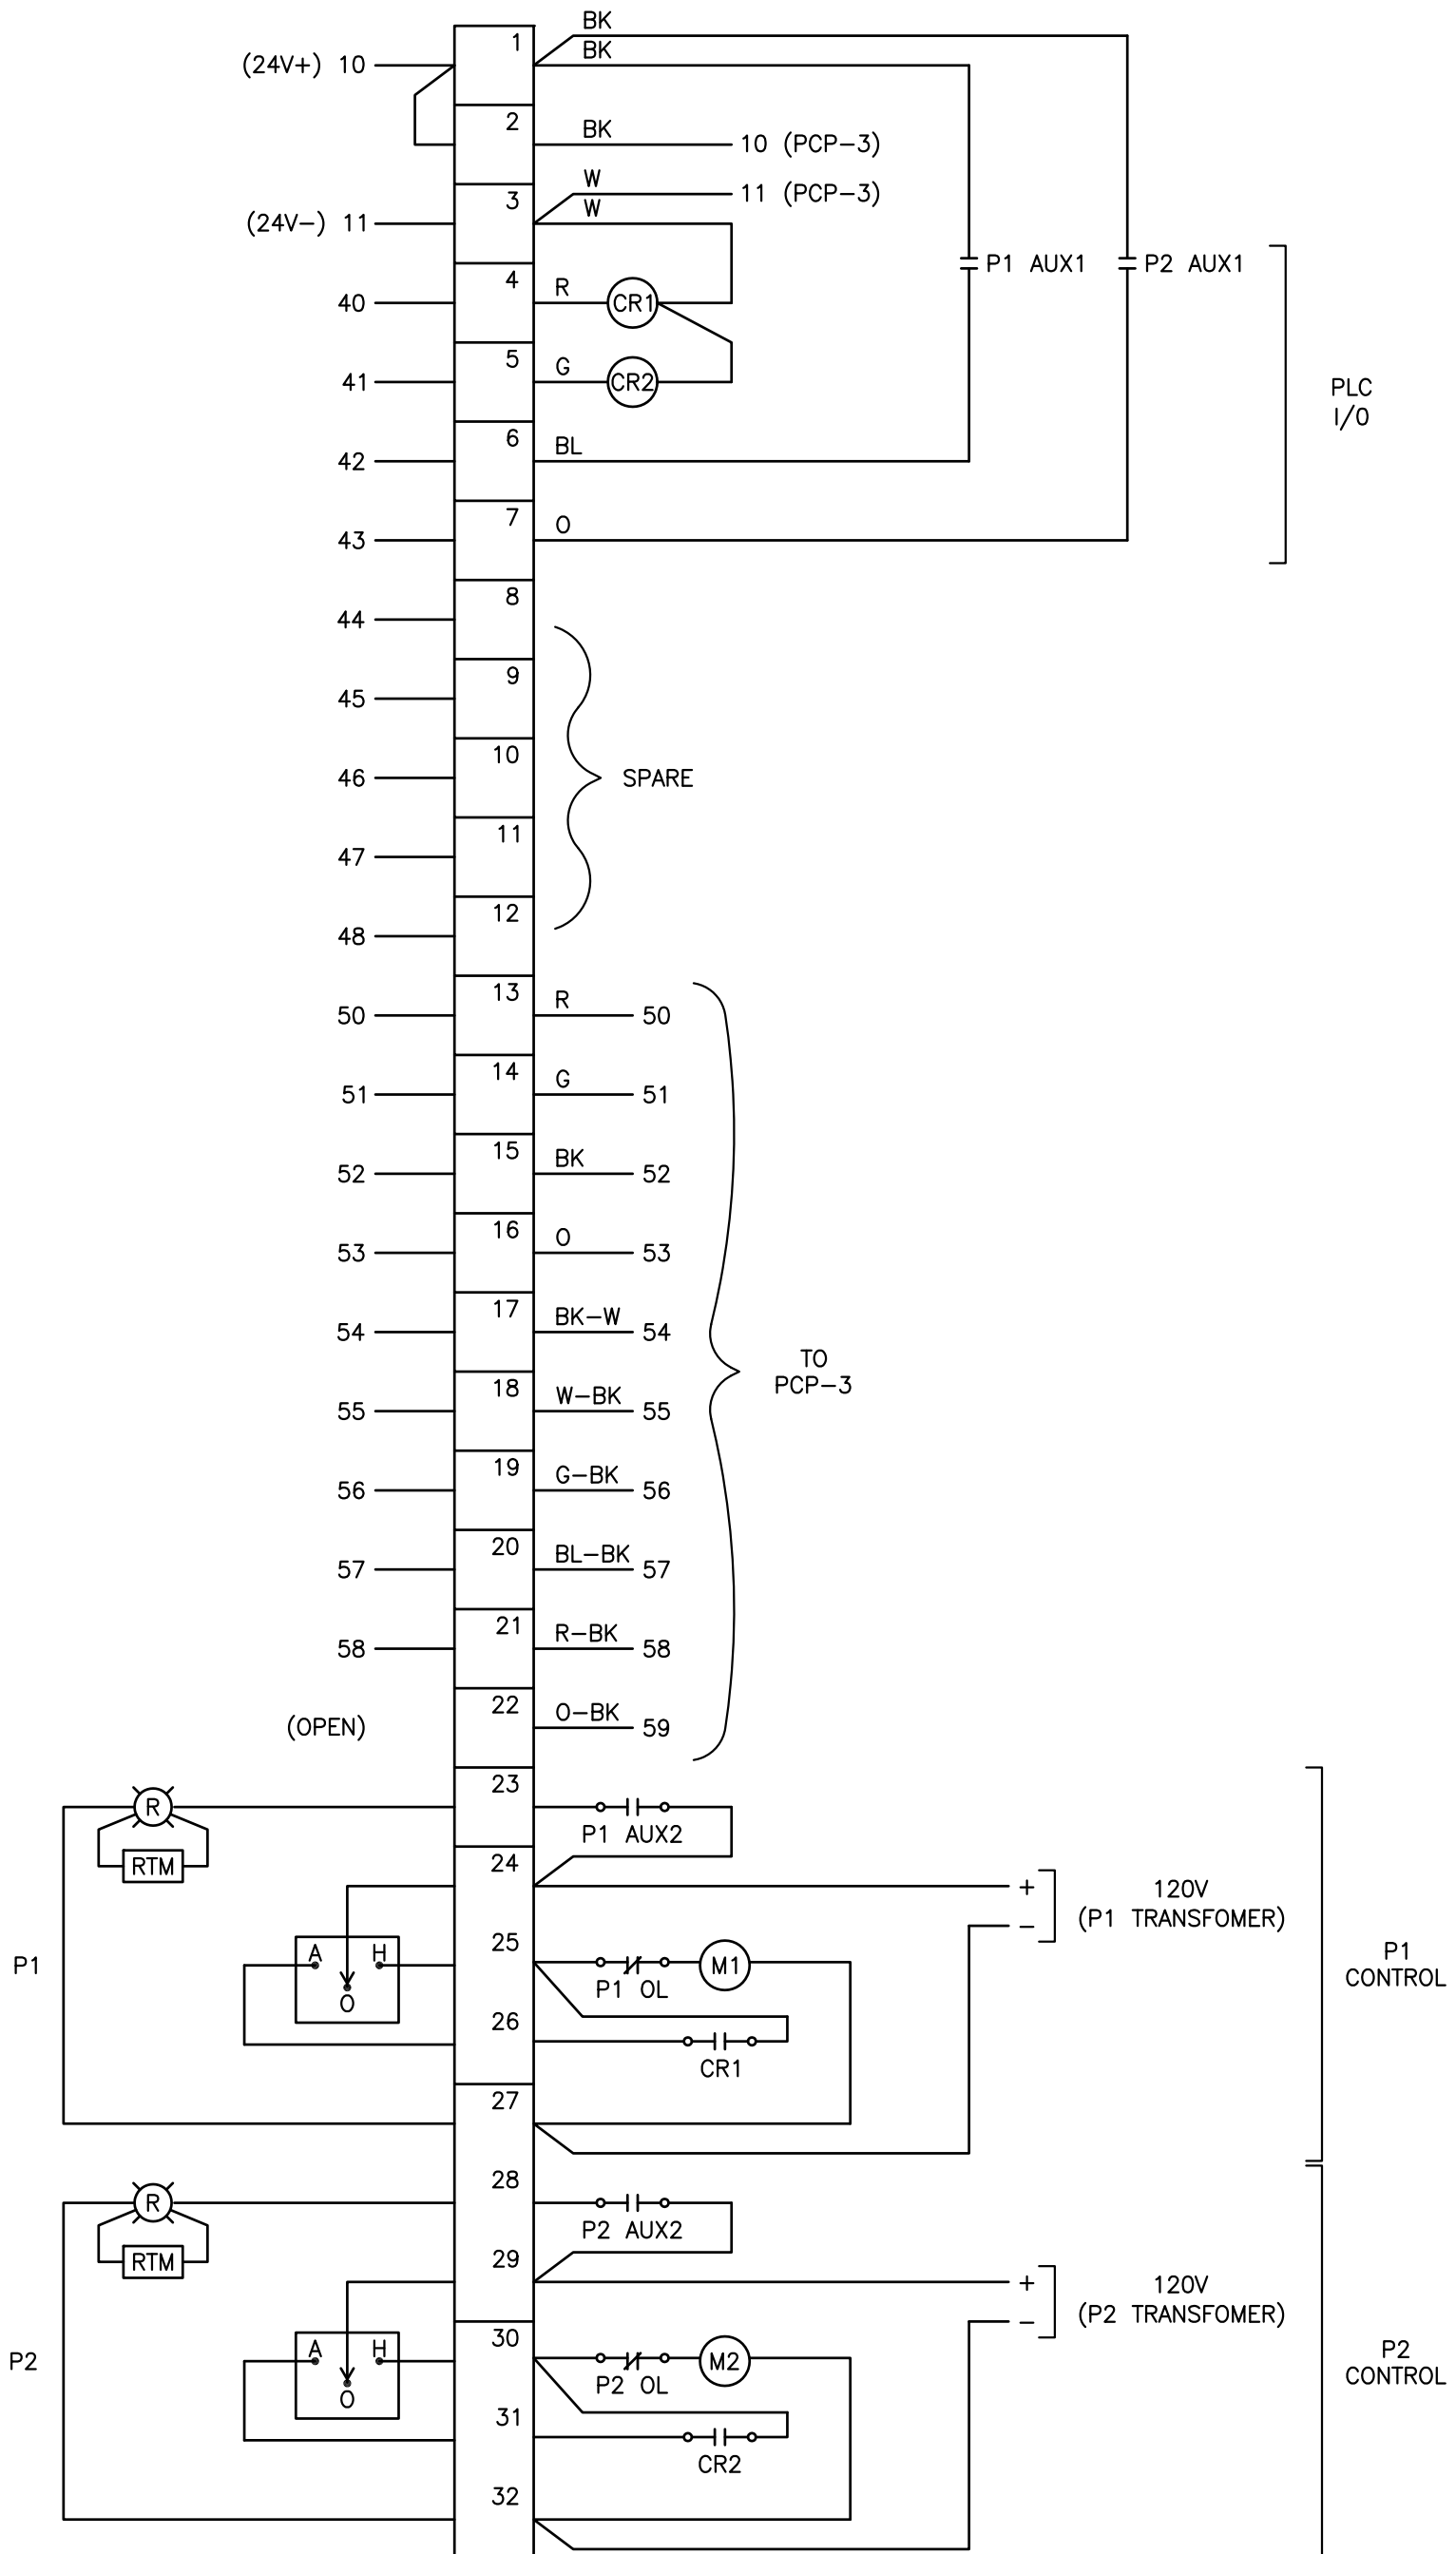 BK
1
(24V+) 10
BK
2
BK
10 (PCP-3)
W
11 (PCP-3)
3
W
(24V-) 11
P1 AUX1
P2 AUX1
4
R
CR1
40
5
G
CR2
41
PLC
I/O
6
BL
42
7
O
43
8
44
9
45
10
46
SPARE
11
47
12
48
13
R
50
50
14
G
51
51
15
BK
52
52
16
O
53
53
17
BK-W
54
54
TO
PCP-3
18
W-BK
55
55
19
G-BK
56
56
20
BL-BK
57
57
21
R-BK
58
58
22
O-BK
(OPEN)
59
23
R
P1 AUX2
RTM
24
+
120V
(P1 TRANSFOMER)
-
25
A
H
O
P1
P1 OL
M1
P1
CONTROL
26
CR1
27
28
R
P2 AUX2
RTM
29
+
120V
(P2 TRANSFOMER)
-
30
A
H
O
P2
P2 OL
M2
P2
CONTROL
31
CR2
32